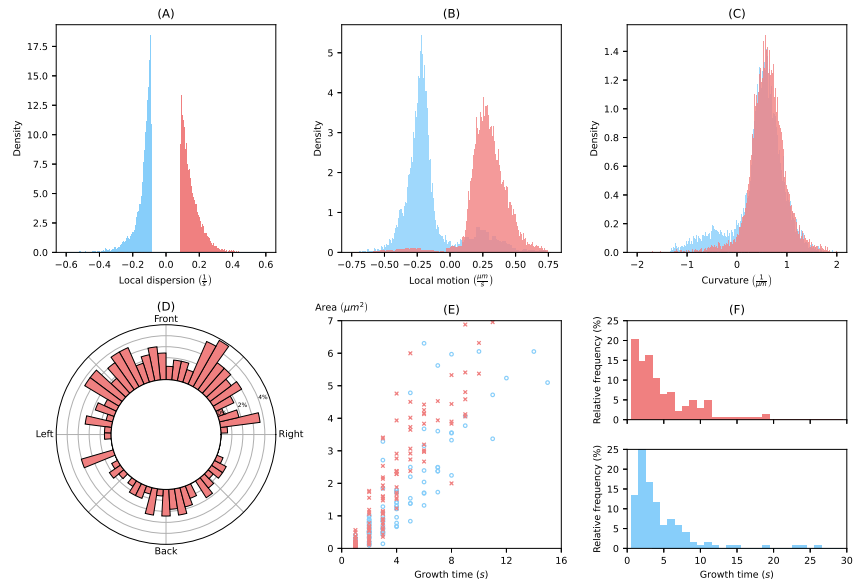 (A)
(B)
(C)
Density
17.5
15.0
12.5
10.0
7.5
5.0
2.5
0.0
−0.6 −0.4 −0.2 0.0 0.2 0.4 0.6
Local dispersion (1/s)
Density
5
4
3
2
1
0
−0.75 −0.50 −0.25 0.00 0.25 0.50 0.75
Local motion (μm/s)
Density
1.4
1.2
1.0
0.8
0.6
0.4
0.2
0.0
−2 −1 0 1 2
Curvature (1/μm)
(D)
Front
Left
Right
Back
2%
4%
(E)
Area (μm²)
7
6
5
4
3
2
1
0
0 4 8 12 16
Growth time (s)
(F)
Relative frequency (%)
25
20
15
10
5
0
Relative frequency (%)
25
20
15
10
5
0
0 5 10 15 20 25 30
Growth time (s)